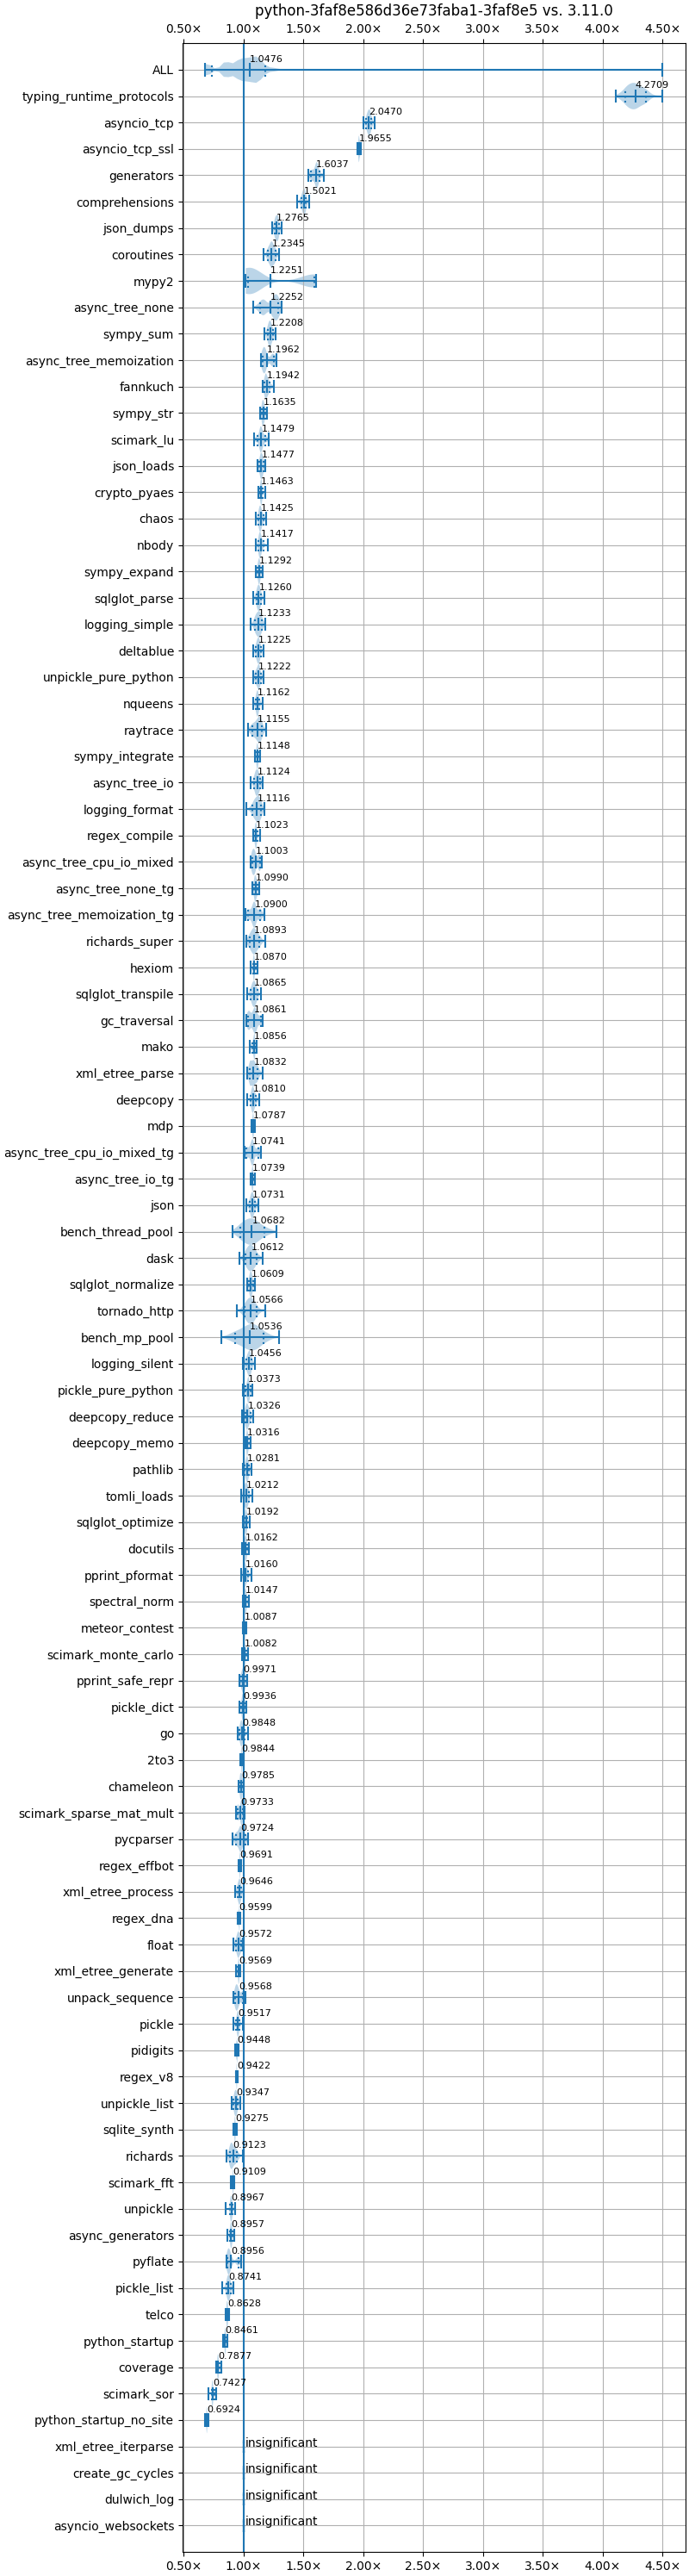 python-3faf8e586d36e73faba1-3faf8e5 vs. 3.11.0
0.50× 1.00× 1.50× 2.00× 2.50× 3.00× 3.50× 4.00× 4.50×
ALL 1.0476
typing_runtime_protocols 4.2709
asyncio_tcp 2.0470
asyncio_tcp_ssl 1.9655
generators 1.6037
comprehensions 1.5021
json_dumps 1.2765
coroutines 1.2345
mypy2 1.2251
async_tree_none 1.2252
sympy_sum 1.2208
async_tree_memoization 1.1962
fannkuch 1.1942
sympy_str 1.1635
scimark_lu 1.1479
json_loads 1.1477
crypto_pyaes 1.1463
chaos 1.1425
nbody 1.1417
sympy_expand 1.1292
sqlglot_parse 1.1260
logging_simple 1.1233
deltablue 1.1225
unpickle_pure_python 1.1222
nqueens 1.1162
raytrace 1.1155
sympy_integrate 1.1148
async_tree_io 1.1124
logging_format 1.1116
regex_compile 1.1023
async_tree_cpu_io_mixed 1.1003
async_tree_none_tg 1.0990
async_tree_memoization_tg 1.0900
richards_super 1.0893
hexiom 1.0870
sqlglot_transpile 1.0865
gc_traversal 1.0861
mako 1.0856
xml_etree_parse 1.0832
deepcopy 1.0810
mdp 1.0787
async_tree_cpu_io_mixed_tg 1.0741
async_tree_io_tg 1.0739
json 1.0731
bench_thread_pool 1.0682
dask 1.0612
sqlglot_normalize 1.0609
tornado_http 1.0566
bench_mp_pool 1.0536
logging_silent 1.0456
pickle_pure_python 1.0373
deepcopy_reduce 1.0326
deepcopy_memo 1.0316
pathlib 1.0281
tomli_loads 1.0212
sqlglot_optimize 1.0192
docutils 1.0162
pprint_pformat 1.0160
spectral_norm 1.0147
meteor_contest 1.0087
scimark_monte_carlo 1.0082
pprint_safe_repr 0.9971
pickle_dict 0.9936
go 0.9848
2to3 0.9844
chameleon 0.9785
scimark_sparse_mat_mult 0.9733
pycparser 0.9724
regex_effbot 0.9691
xml_etree_process 0.9646
regex_dna 0.9599
float 0.9572
xml_etree_generate 0.9569
unpack_sequence 0.9568
pickle 0.9517
pidigits 0.9448
regex_v8 0.9422
unpickle_list 0.9347
sqlite_synth 0.9275
richards 0.9123
scimark_fft 0.9109
unpickle 0.8967
async_generators 0.8957
pyflate 0.8956
pickle_list 0.8741
telco 0.8628
python_startup 0.8461
coverage 0.7877
scimark_sor 0.7427
python_startup_no_site 0.6924
xml_etree_iterparse insignificant
create_gc_cycles insignificant
dulwich_log insignificant
asyncio_websockets insignificant
0.50× 1.00× 1.50× 2.00× 2.50× 3.00× 3.50× 4.00× 4.50×